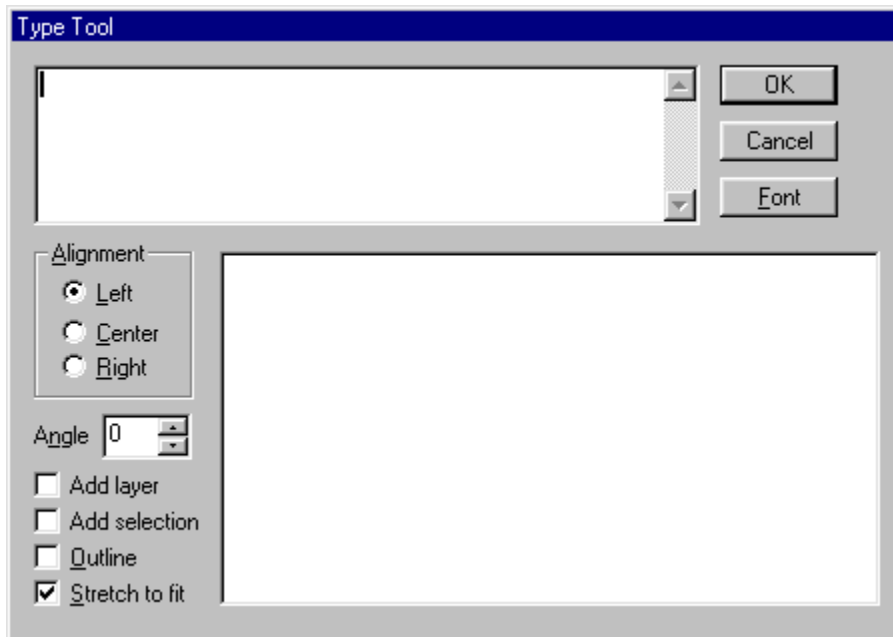 Type Tool
OK
Cancel
Font
Alignment
Left
Center
Right
Angle 0
Add layer
Add selection
Outline
Stretch to fit